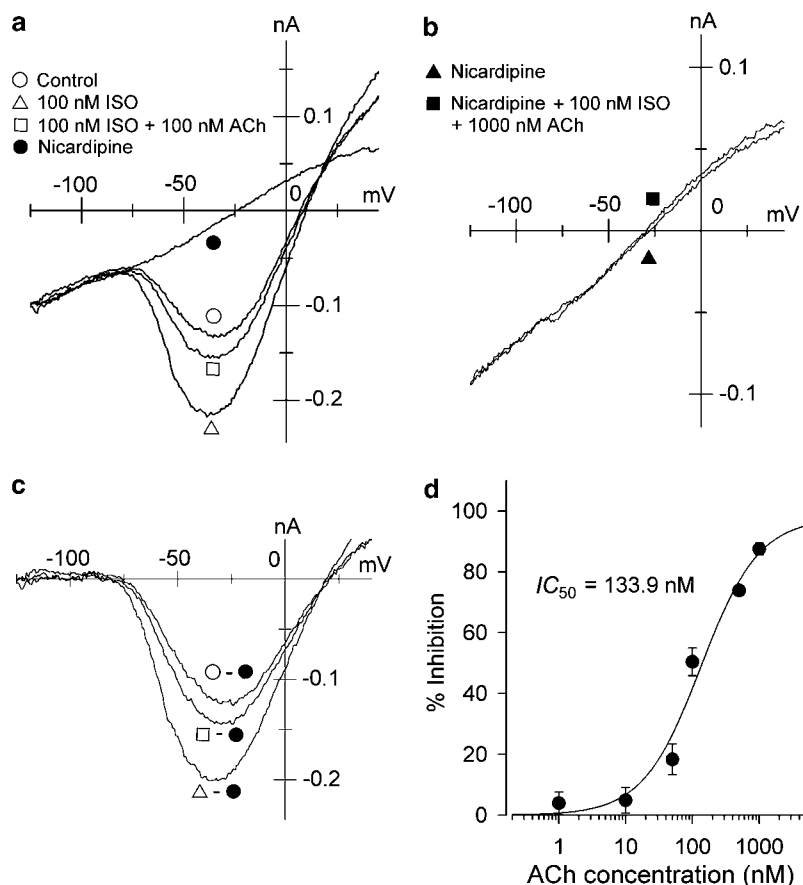 a
nA
○ Control
△ 100 nM ISO
□ 100 nM ISO + 100 nM ACh
● Nicardipine
0.1
-100
-50
0
mV
-0.1
-0.2
b
nA
▲ Nicardipine
■ Nicardipine + 100 nM ISO
+ 1000 nM ACh
0.1
-100
-50
0
mV
-0.1
c
nA
-100
-50
0
mV
○ - ●
-0.1
□ - ●
△ - ●
-0.2
d
100
80
60
40
20
0
% Inhibition
IC50 = 133.9 nM
1
10
100
1000
ACh concentration (nM)